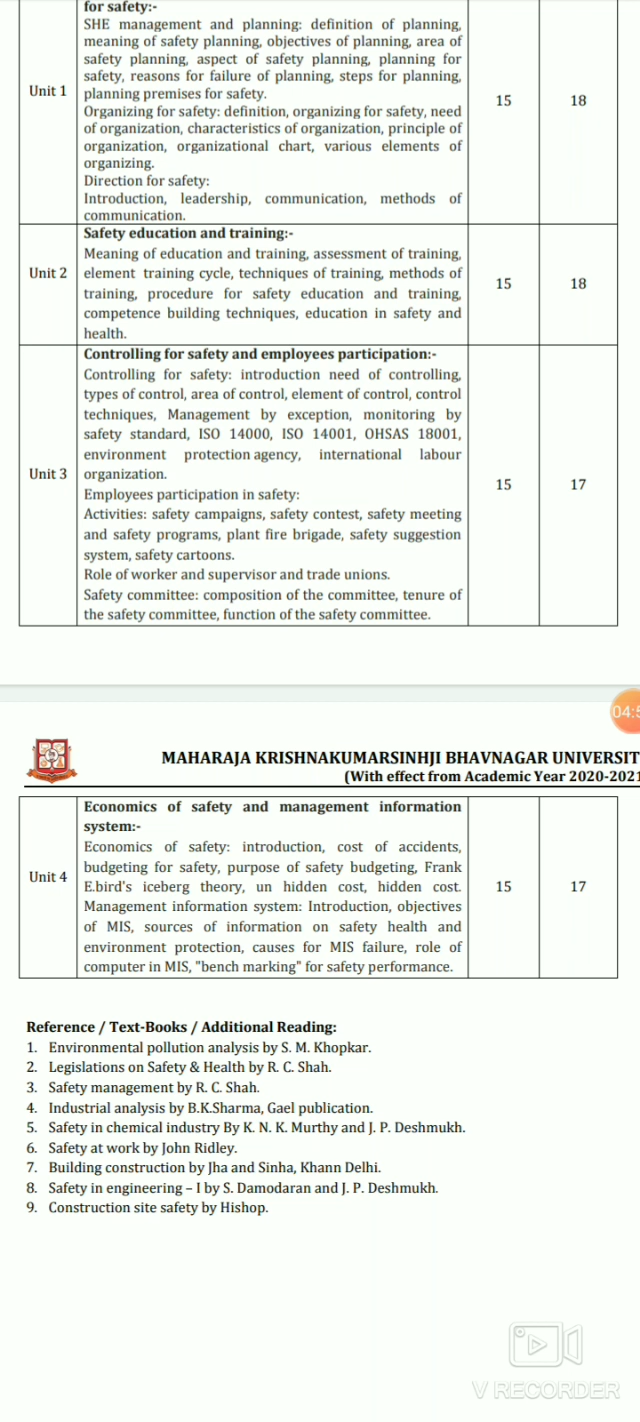 for safety:-
SHE management and planning: definition of planning,
meaning of safety planning, objectives of planning, area of
safety planning, aspect of safety planning, planning for
safety, reasons for failure of planning, steps for planning,
Unit 1
planning premises for safety.
15
18
Organizing for safety: definition, organizing for safety, need
of organization, characteristics of organization, principle of
organization, organizational chart, various elements of
organizing.
Direction for safety:
Introduction, leadership, communication, methods of
communication.
Safety education and training:-
Meaning of education and training, assessment of training,
Unit 2
element training cycle, techniques of training, methods of
15
18
training, procedure for safety education and training,
competence building techniques, education in safety and
health.
Controlling for safety and employees participation:-
Controlling for safety: introduction need of controlling,
types of control, area of control, element of control, control
techniques, Management by exception, monitoring by
safety standard, ISO 14000, ISO 14001, OHSAS 18001,
environment protection agency, international labour
Unit 3
organization.
15
17
Employees participation in safety:
Activities: safety campaigns, safety contest, safety meeting
and safety programs, plant fire brigade, safety suggestion
system, safety cartoons.
Role of worker and supervisor and trade unions.
Safety committee: composition of the committee, tenure of
the safety committee, function of the safety committee.
04:5
MAHARAJA KRISHNAKUMARSINHJI BHAVNAGAR UNIVERSIT
(With effect from Academic Year 2020-2021
Economics of safety and management information
system:-
Economics of safety: introduction, cost of accidents,
budgeting for safety, purpose of safety budgeting, Frank
Unit 4
E.bird's iceberg theory, un hidden cost, hidden cost.
15
17
Management information system: Introduction, objectives
of MIS, sources of information on safety health and
environment protection, causes for MIS failure, role of
computer in MIS, "bench marking" for safety performance.
Reference / Text-Books / Additional Reading:
1. Environmental pollution analysis by S. M. Khopkar.
2. Legislations on Safety & Health by R. C. Shah.
3. Safety management by R. C. Shah.
4. Industrial analysis by B.K.Sharma, Gael publication.
5. Safety in chemical industry By K. N. K. Murthy and J. P. Deshmukh.
6. Safety at work by John Ridley.
7. Building construction by Jha and Sinha, Khann Delhi.
8. Safety in engineering – I by S. Damodaran and J. P. Deshmukh.
9. Construction site safety by Hishop.
V RECORDER